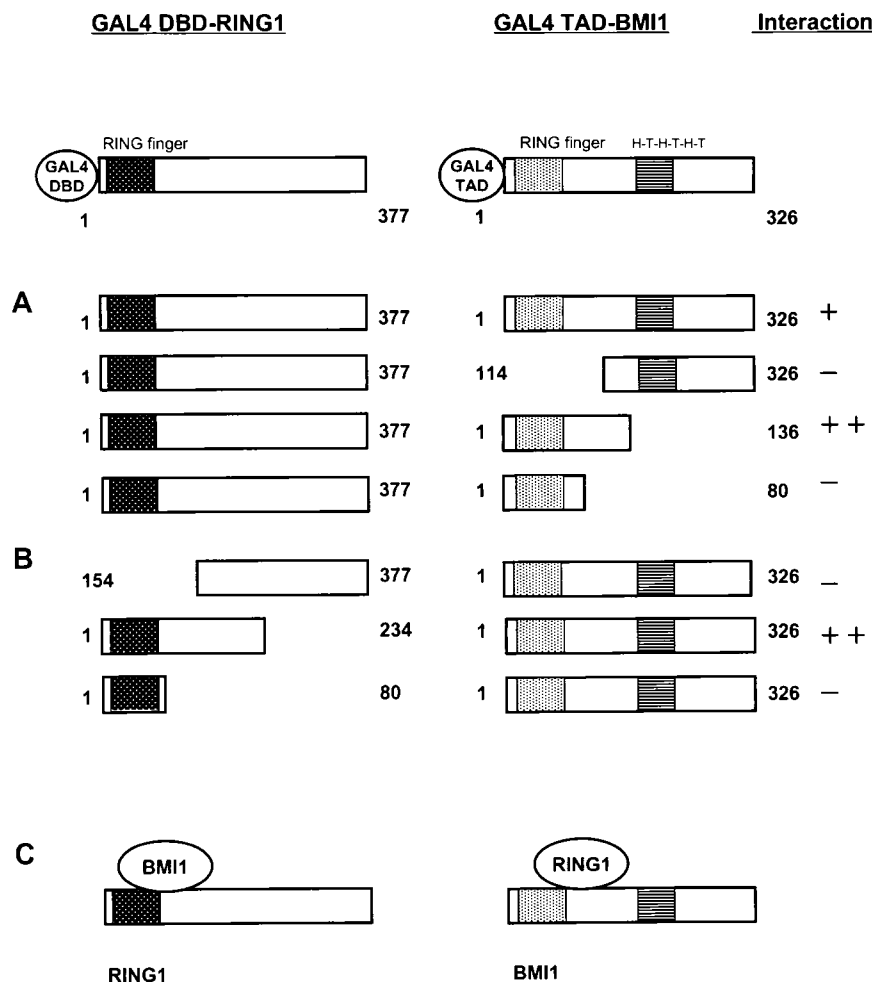 GAL4 DBD-RING1 GAL4 TAD-BMI1 Interaction
RING finger RING finger H-T-H-T-H-T
GAL4 GAL4
DBD TAD
1 377 1 326
A
1 377 1 326 +
1 377 114 326 –
1 377 1 136 + +
1 377 1 80 –
B
154 377 1 326 –
1 234 1 326 + +
1 80 1 326 –
C
BMI1 RING1
RING1 BMI1